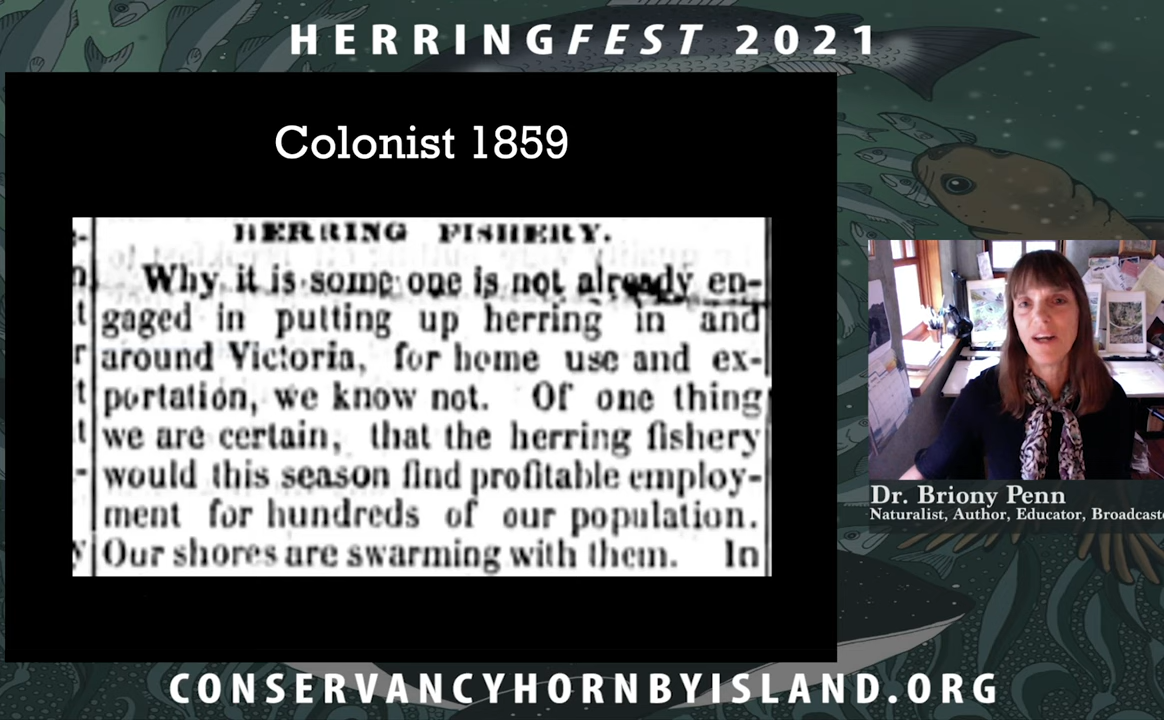 HERRINGFEST 2021
Colonist 1859
HERRING FISHERY.
Why it is some one is not already en-
gaged in putting up herring in and
around Victoria, for home use and ex-
portation, we know not. Of one thing
we are certain, that the herring fishery
would this season find profitable employ-
ment for hundreds of our population.
Our shores are swarming with them. In
Dr. Briony Penn
Naturalist, Author, Educator, Broadcaste
CONSERVANCYHORNBYISLAND.ORG